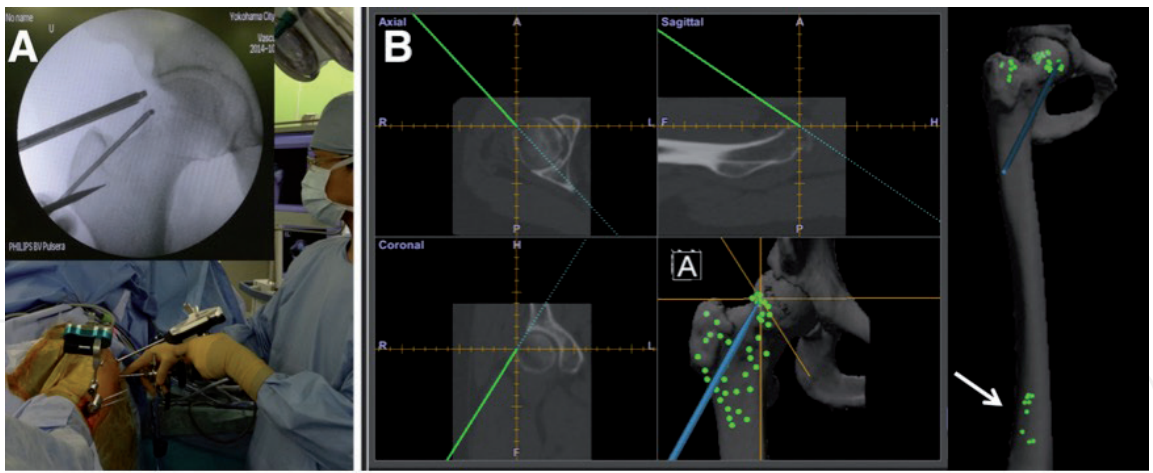 A
No name
U
Yokohama City
Vascu
2014-10
PHILIPS BV Pulsera
B
Axial
A
R
L
P
Sagittal
A
F
H
P
Coronal
H
R
L
F
A